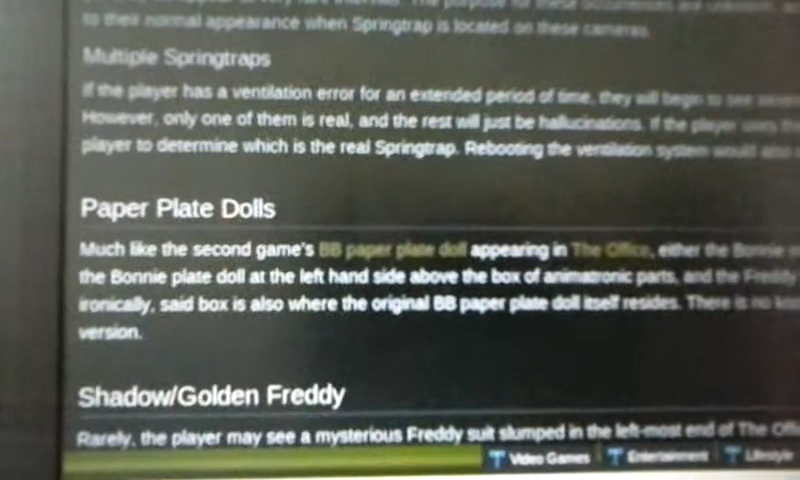 to their normal appearance when Springtrap is located on these cameras.
Multiple Springtraps
If the player has a ventilation error for an extended period of time, they will begin to see
However, only one of them is real, and the rest will just be hallucinations. If the player uses
player to determine which is the real Springtrap. Rebooting the ventilation system would also
Paper Plate Dolls
Much like the second game's BB paper plate doll appearing in The Office, either the Bonnie
the Bonnie plate doll at the left hand side above the box of animatronic parts, and the Freddy
ironically, said box is also where the original BB paper plate doll itself resides. There is no
version.
Shadow/Golden Freddy
Rarely, the player may see a mysterious Freddy suit slumped in the left-most end of The
Video Games Entertainment Lifestyle